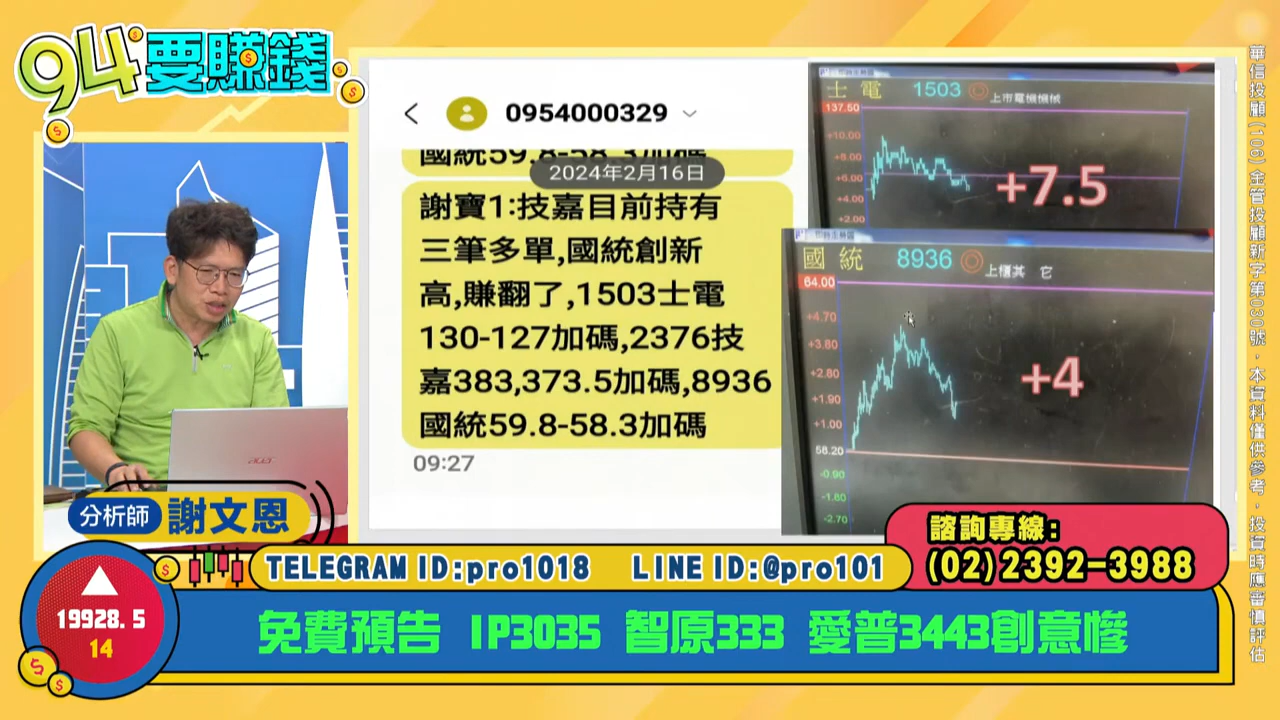 94要賺錢
0954000329
國統59.8-58.3加碼
2024年2月16日
謝寶1:技嘉目前持有
三筆多單,國統創新
高,賺翻了,1503士電
130-127加碼,2376技
嘉383,373.5加碼,8936
國統59.8-58.3加碼
09:27
士電 1503 上市電機機械
137.50
+10.00
+8.00
+6.00
+4.00
+2.00
+7.5
國統 8936 上櫃其它
64.00
+4.70
+3.80
+2.80
+1.90
+1.00
58.20
-0.90
-1.80
-2.70
+4
acer
分析師 謝文恩
TELEGRAM ID:pro1018 LINE ID:@pro101
諮詢專線:
(02)2392-3988
19928.5
14
免費預告 IP3035 智原333 愛普3443創意慘
華信投顧(106)金管投顧新字第030號，本資料僅供參考，投資時應審慎評估